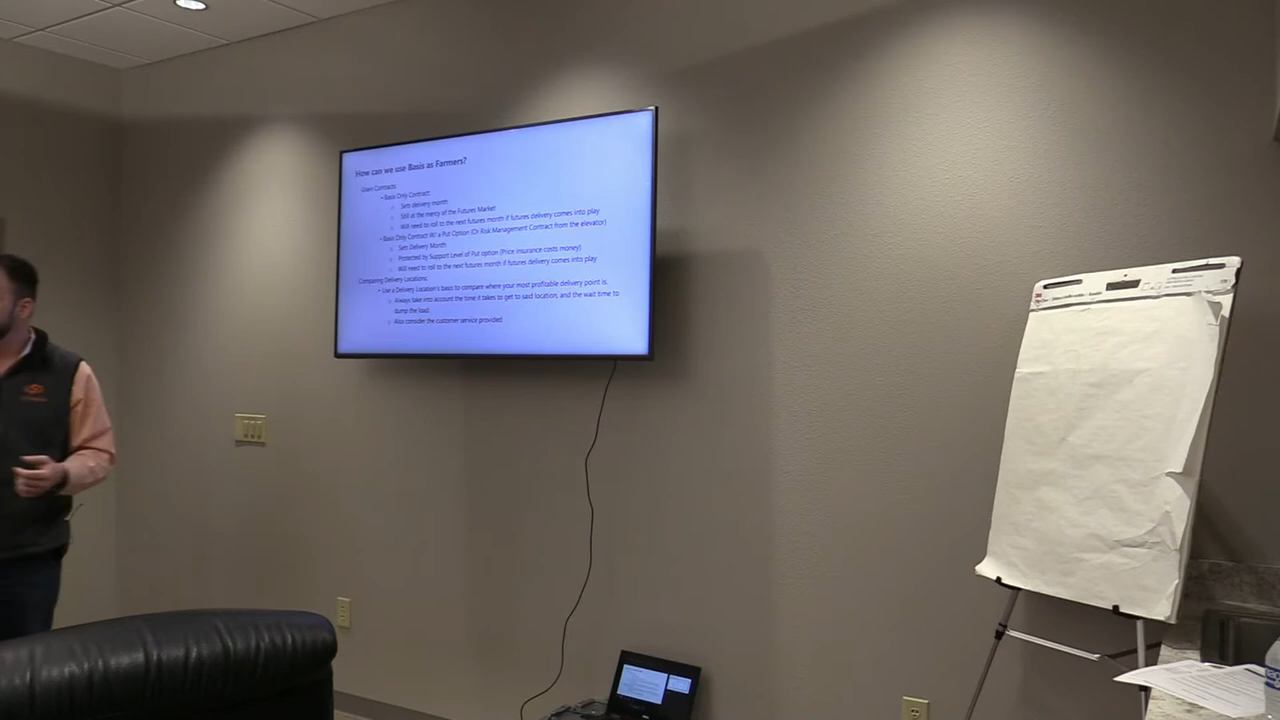 How can we use Basis as Farmers?
Grain Contracts:
• Basis Only Contract:
○ Sets delivery month
○ Still at the mercy of the Futures Market
○ Will need to roll to the next futures month if futures delivery comes into play
• Basis Only Contract W/ a Put Option (Or Risk Management Contract from the elevator)
○ Sets Delivery Month
○ Protected by Support Level of Put option (Price insurance costs money)
○ Will need to roll to the next futures month if futures delivery comes into play
Comparing Delivery Locations:
• Use a Delivery Location's basis to compare where your most profitable delivery point is.
○ Always take into account the time it takes to get to said location, and the wait time to
dump the load.
○ Also consider the customer service provided
3M